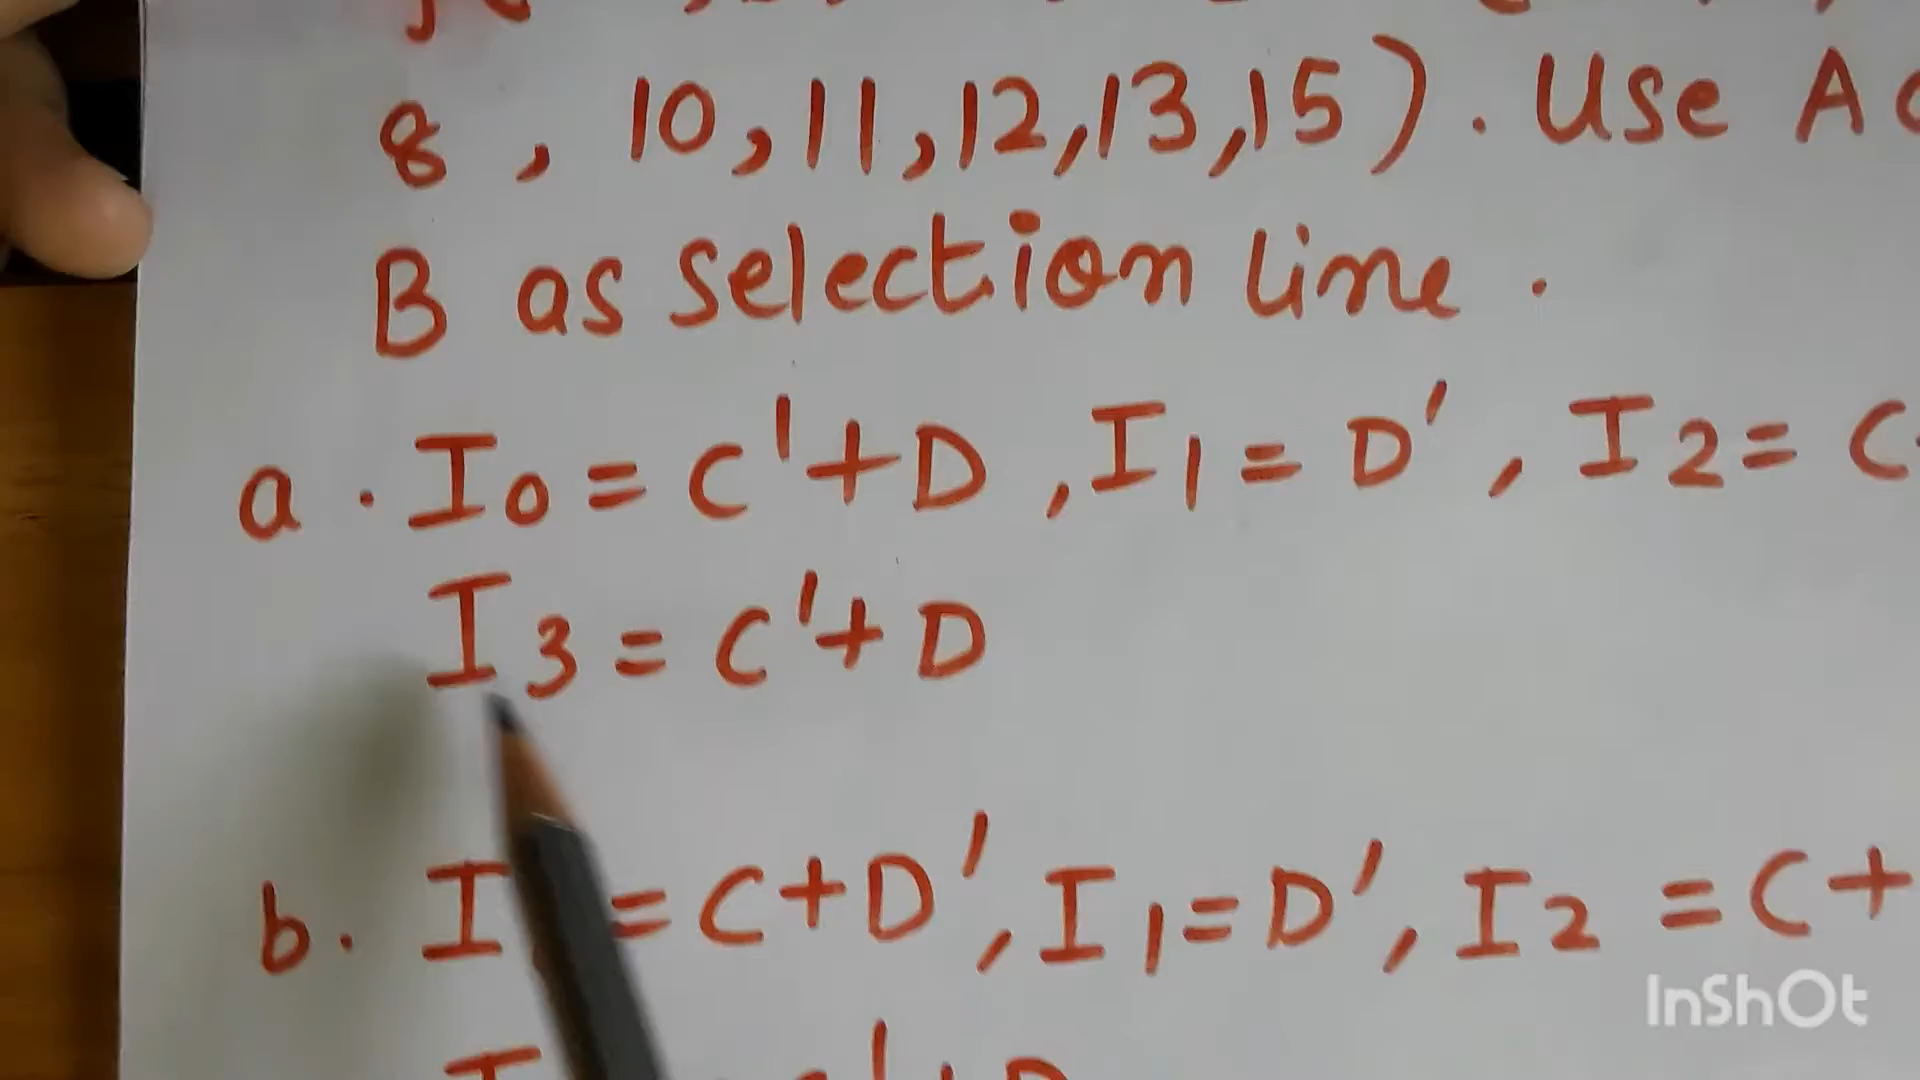 8, 10, 11, 12, 13, 15). Use A
B as selection line.
a. I0 = C'+D, I1 = D', I2 = C
I3 = C'+D
b. I = C+D', I1 = D', I2 = C+
InShOt